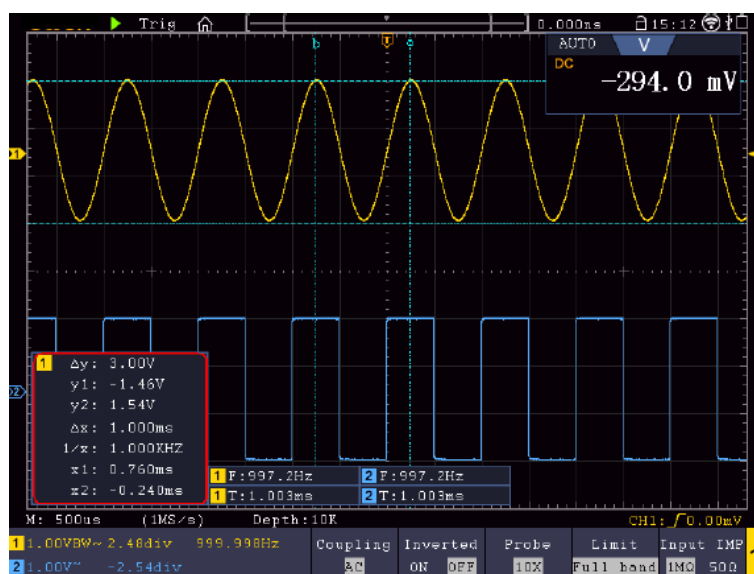 Trig 0.000ns 15:12
b T a
AUTO V
DC
-294.0 mV
1
2
1 Δy: 3.00V
y1: -1.46V
y2: 1.54V
Δx: 1.000ms
1/x: 1.000KHZ
x1: 0.760ms
x2: -0.240ms
1 F:997.2Hz 2 F:997.2Hz
1 T:1.003ms 2 T:1.003ms
M: 500us (1MS/s) Depth:10K CH1: 0.00mV
1 1.00VBW~ 2.48div 999.998Hz
2 1.00V~ -2.54div
Coupling Inverted Probe Limit Input IMP
AC ON OFF 10X Full band 1MΩ 50Ω